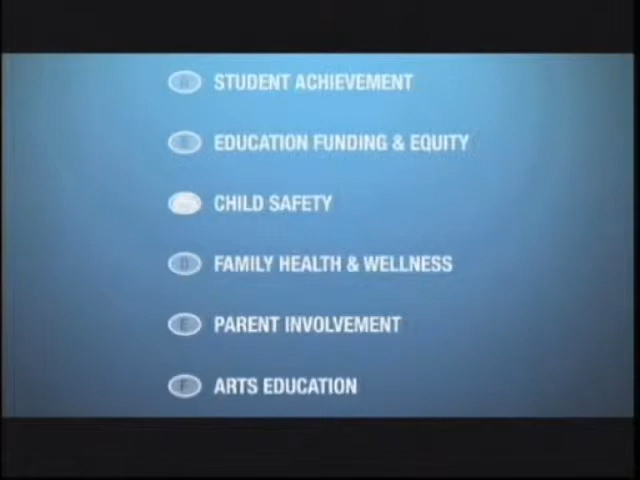 STUDENT ACHIEVEMENT
EDUCATION FUNDING & EQUITY
CHILD SAFETY
D FAMILY HEALTH & WELLNESS
E PARENT INVOLVEMENT
F ARTS EDUCATION